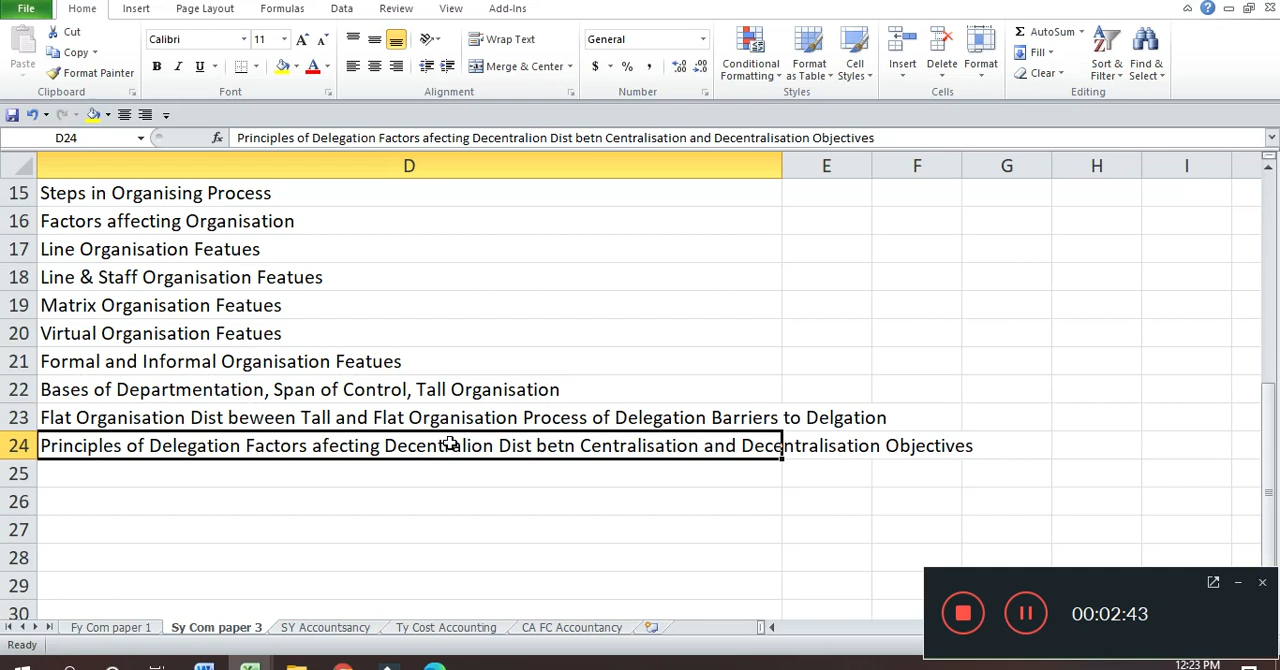 File Home Insert Page Layout Formulas Data Review View Add-Ins
Cut
Copy
Format Painter
Paste
Clipboard
Calibri 11
B I U
Font
Wrap Text
Merge & Center
Alignment
General
$ % ,
Number
Conditional Formatting
Format as Table
Cell Styles
Styles
Insert Delete Format
Cells
AutoSum
Fill
Clear
Sort & Filter
Find & Select
Editing
D24 fx Principles of Delegation Factors afecting Decentralion Dist betn Centralisation and Decentralisation Objectives
D E F G H I
15 Steps in Organising Process
16 Factors affecting Organisation
17 Line Organisation Featues
18 Line & Staff Organisation Featues
19 Matrix Organisation Featues
20 Virtual Organisation Featues
21 Formal and Informal Organisation Featues
22 Bases of Departmentation, Span of Control, Tall Organisation
23 Flat Organisation Dist beween Tall and Flat Organisation Process of Delegation Barriers to Delgation
24 Principles of Delegation Factors afecting Decentralion Dist betn Centralisation and Decentralisation Objectives
25
26
27
28
29
30
00:02:43
Fy Com paper 1 Sy Com paper 3 SY Accountsancy Ty Cost Accounting CA FC Accountancy
Ready
12:23 PM